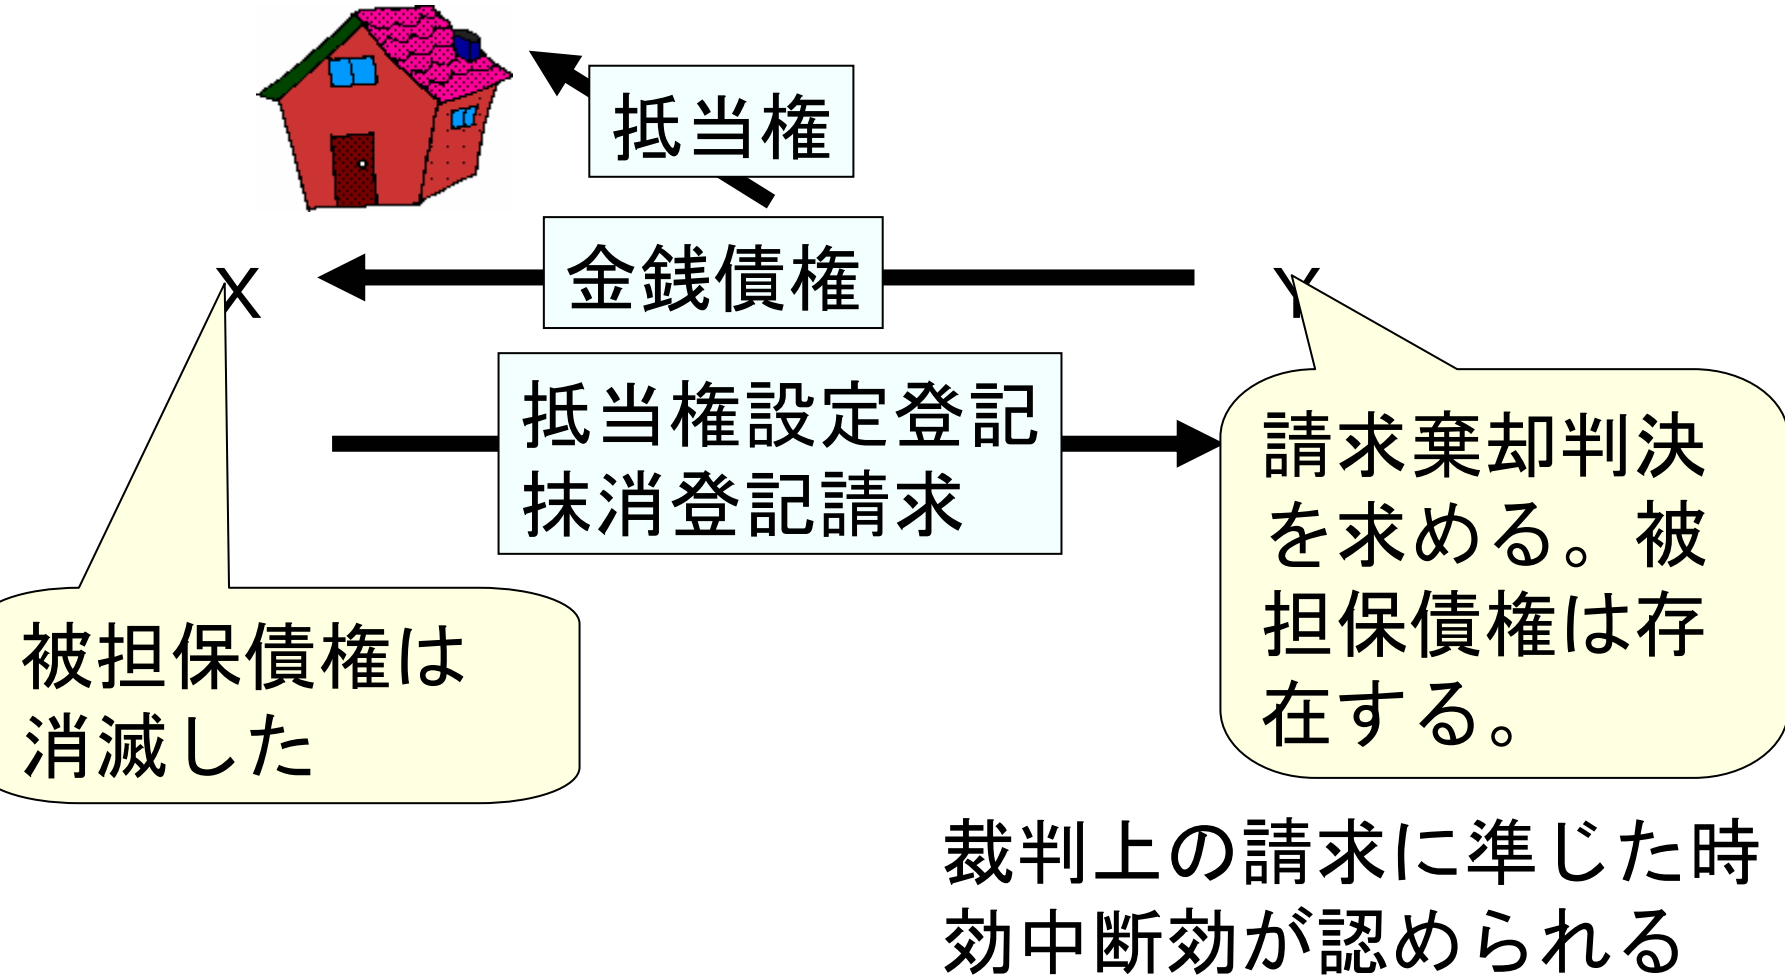 抵当権
金銭債権
X
Y
抵当権設定登記
抹消登記請求
請求棄却判決
を求める。被
担保債権は存
在する。
被担保債権は
消滅した
裁判上の請求に準じた時
効中断効が認められる